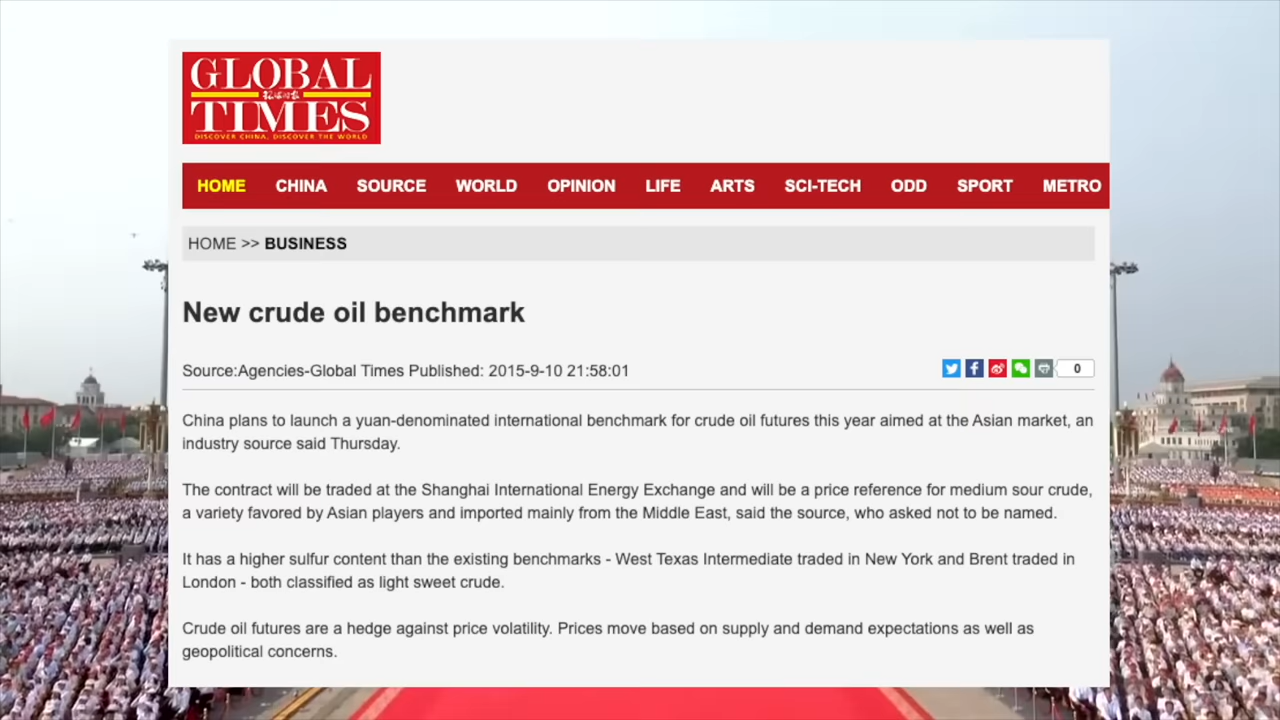 GLOBAL
环球时报
TIMES
DISCOVER CHINA, DISCOVER THE WORLD
HOME CHINA SOURCE WORLD OPINION LIFE ARTS SCI-TECH ODD SPORT METRO
HOME >> BUSINESS
New crude oil benchmark
Source:Agencies-Global Times Published: 2015-9-10 21:58:01
0
China plans to launch a yuan-denominated international benchmark for crude oil futures this year aimed at the Asian market, an
industry source said Thursday.
The contract will be traded at the Shanghai International Energy Exchange and will be a price reference for medium sour crude,
a variety favored by Asian players and imported mainly from the Middle East, said the source, who asked not to be named.
It has a higher sulfur content than the existing benchmarks - West Texas Intermediate traded in New York and Brent traded in
London - both classified as light sweet crude.
Crude oil futures are a hedge against price volatility. Prices move based on supply and demand expectations as well as
geopolitical concerns.